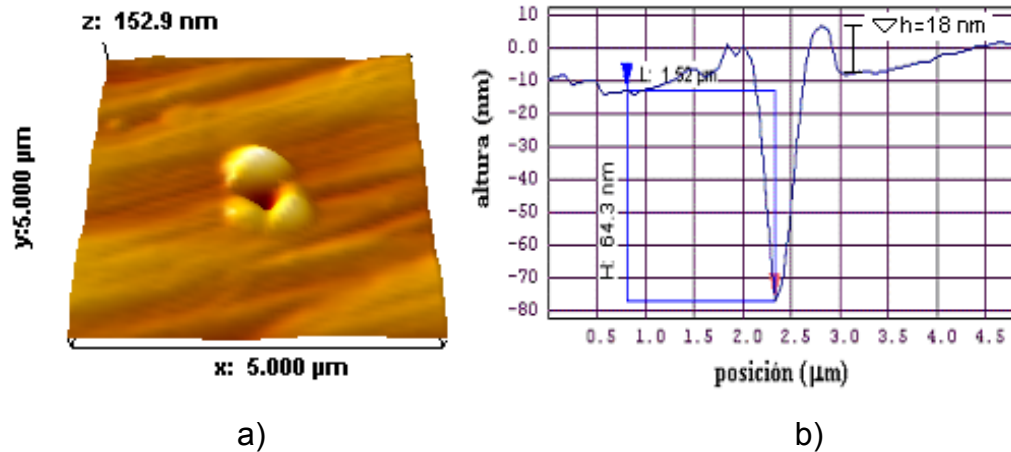 z: 152.9 nm
y:5.000 µm
x: 5.000 µm
a)
altura (nm)
10
0.0
-10
-20
-30
-40
-50
-60
-70
-80
L: 1.52 µm
H: 64.3 nm
▽h=18 nm
0.5 1.0 1.5 2.0 2.5 3.0 3.5 4.0 4.5
posición (µm)
b)